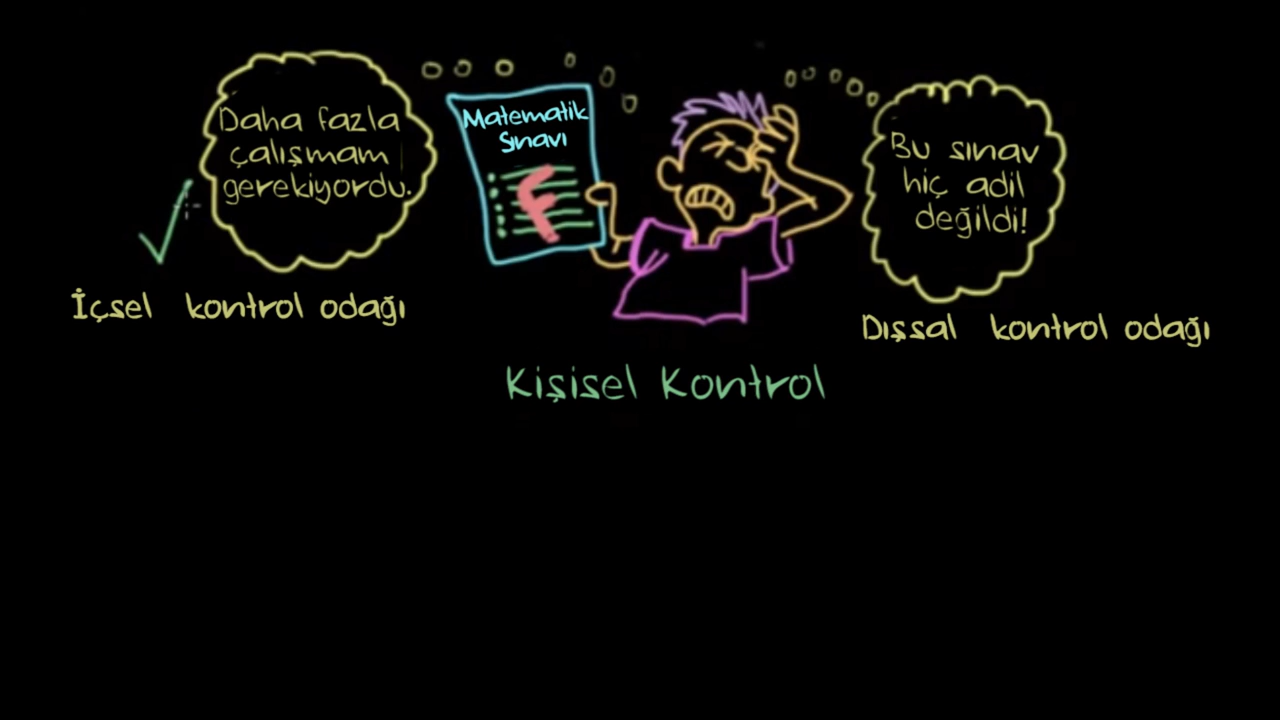 Daha fazla
çalışmam
gerekiyordu.
İçsel kontrol odağı
Matematik
Sınavı
F
Bu sınav
hiç adil
değildi!
Dışsal kontrol odağı
Kişisel Kontrol